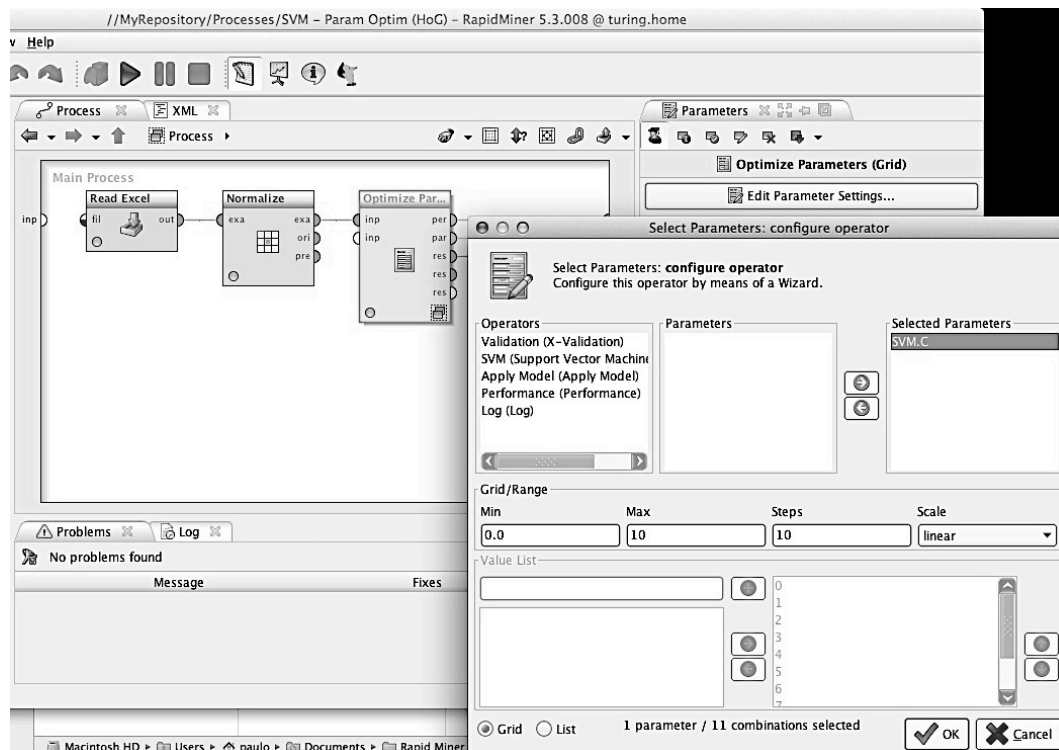 //MyRepository/Processes/SVM – Param Optim (HoG) – RapidMiner 5.3.008 @ turing.home
v Help
Process
XML
Process
Main Process
inp
Read Excel
fil
out
Normalize
exa
exa
ori
pre
Optimize Par...
inp
per
inp
par
res
res
res
Parameters
Optimize Parameters (Grid)
Edit Parameter Settings...
Select Parameters: configure operator
Select Parameters: configure operator
Configure this operator by means of a Wizard.
Operators
Validation (X-Validation)
SVM (Support Vector Machine
Apply Model (Apply Model)
Performance (Performance)
Log (Log)
Parameters
Selected Parameters
SVM.C
Grid/Range
Min
Max
Steps
Scale
0.0
10
10
linear
Value List
0
1
2
3
4
5
6
7
Grid
List
1 parameter / 11 combinations selected
OK
Cancel
Problems
Log
No problems found
Message
Fixes
Macintosh HD ▸ Users ▸ paulo ▸ Documents ▸ Rapid Miner